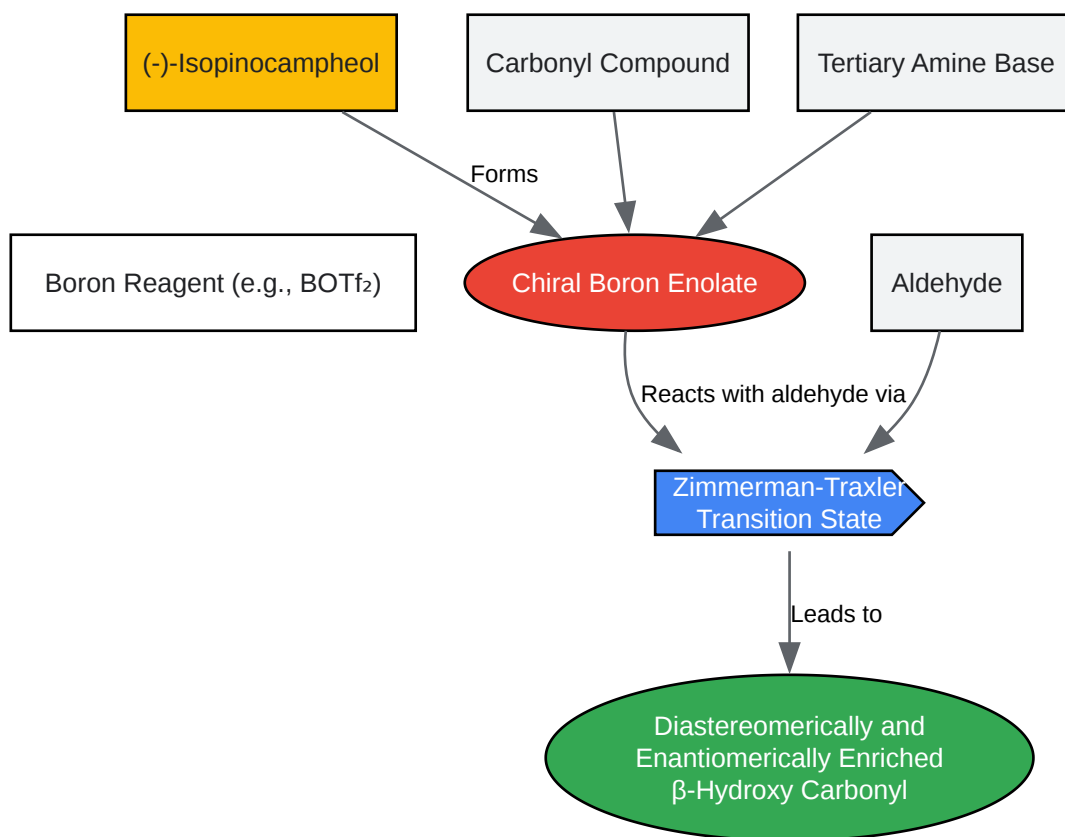 (-)-Isopinocampheol
Carbonyl Compound
Tertiary Amine Base
Forms
Boron Reagent (e.g., BOTf₂)
Chiral Boron Enolate
Aldehyde
Reacts with aldehyde via
Zimmerman-Traxler
Transition State
Leads to
Diastereomerically and
Enantiomerically Enriched
β-Hydroxy Carbonyl